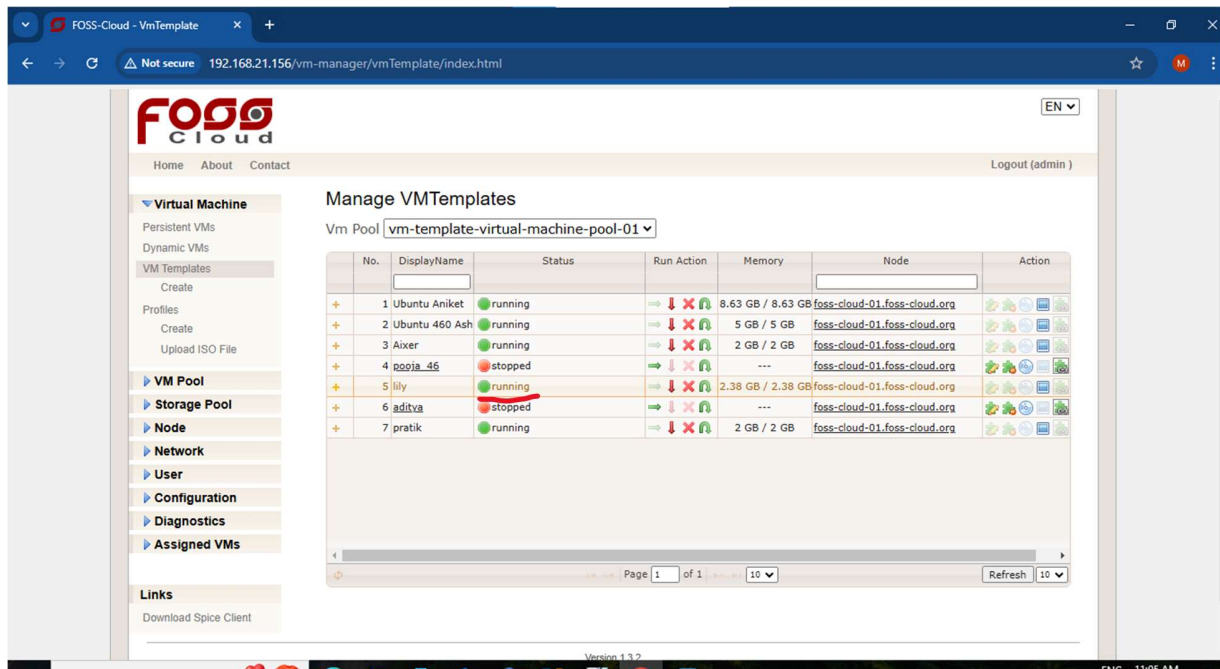 FOSS-Cloud - VmTemplate
Not secure 192.168.21.156/vm-manager/vmTemplate/index.html
M
FOSS
Cloud
EN
Home About Contact
Logout (admin )
Virtual Machine
Persistent VMs
Dynamic VMs
VM Templates
Create
Profiles
Create
Upload ISO File
VM Pool
Storage Pool
Node
Network
User
Configuration
Diagnostics
Assigned VMs
Links
Download Spice Client
Manage VMTemplates
Vm Pool vm-template-virtual-machine-pool-01
No. DisplayName Status Run Action Memory Node Action
1 Ubuntu Aniket running 8.63 GB / 8.63 GB foss-cloud-01.foss-cloud.org
2 Ubuntu 460 Ash running 5 GB / 5 GB foss-cloud-01.foss-cloud.org
3 Aixer running 2 GB / 2 GB foss-cloud-01.foss-cloud.org
4 pooja_46 stopped --- foss-cloud-01.foss-cloud.org
5 lily running 2.38 GB / 2.38 GB foss-cloud-01.foss-cloud.org
6 aditya stopped --- foss-cloud-01.foss-cloud.org
7 pratik running 2 GB / 2 GB foss-cloud-01.foss-cloud.org
Page 1 of 1 10
Refresh 10
Version 1.3.2
ENG 11:05 AM